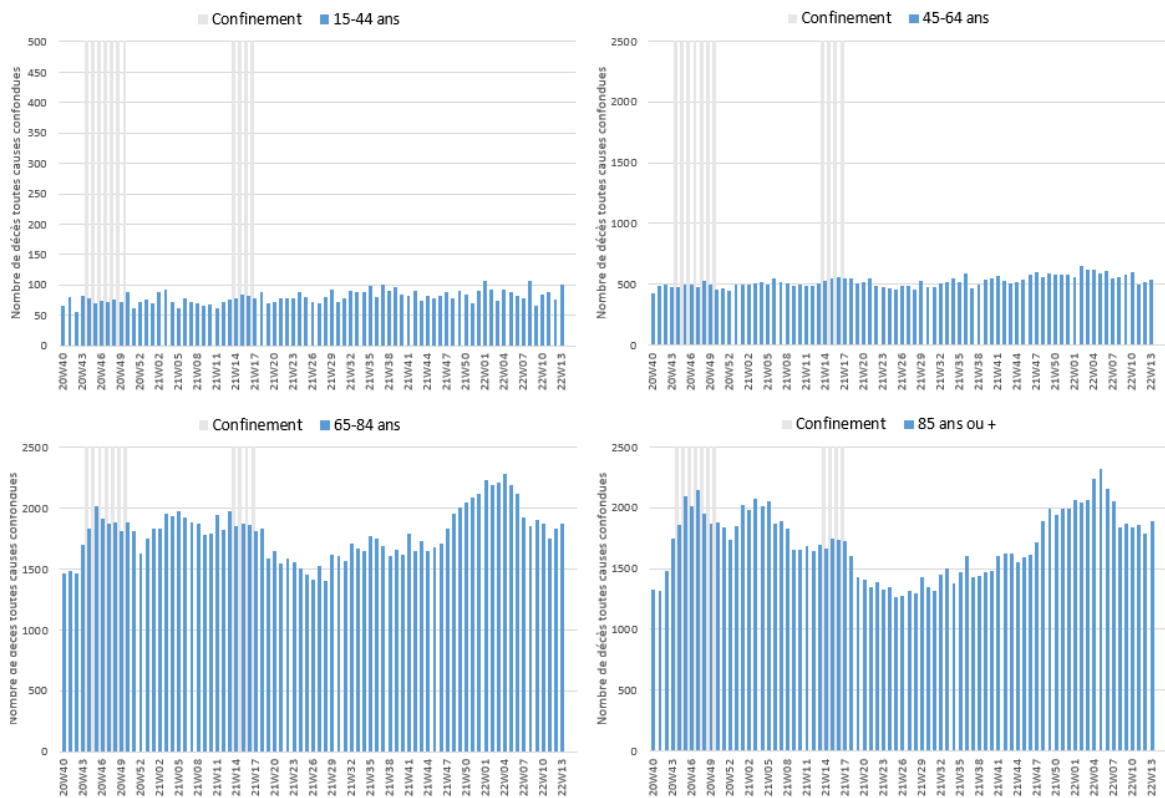 Confinement 15-44 ans
Nombre de décès toutes causes confondues
500
450
400
350
300
250
200
150
100
50
0
20W40 20W43 20W46 20W49 20W52 21W02 21W05 21W08 21W11 21W14 21W17 21W20 21W23 21W26 21W29 21W32 21W35 21W38 21W41 21W44 21W47 21W50 22W01 22W04 22W07 22W10 22W13
Confinement 45-64 ans
Nombre de décès toutes causes confondues
2500
2000
1500
1000
500
0
20W40 20W43 20W46 20W49 20W52 21W02 21W05 21W08 21W11 21W14 21W17 21W20 21W23 21W26 21W29 21W32 21W35 21W38 21W41 21W44 21W47 21W50 22W01 22W04 22W07 22W10 22W13
Confinement 65-84 ans
Nombre de décès toutes causes confondues
2500
2000
1500
1000
500
0
20W40 20W43 20W46 20W49 20W52 21W02 21W05 21W08 21W11 21W14 21W17 21W20 21W23 21W26 21W29 21W32 21W35 21W38 21W41 21W44 21W47 21W50 22W01 22W04 22W07 22W10 22W13
Confinement 85 ans ou +
Nombre de décès toutes causes confondues
2500
2000
1500
1000
500
0
20W40 20W43 20W46 20W49 20W52 21W02 21W05 21W08 21W11 21W14 21W17 21W20 21W23 21W26 21W29 21W32 21W35 21W38 21W41 21W44 21W47 21W50 22W01 22W04 22W07 22W10 22W13